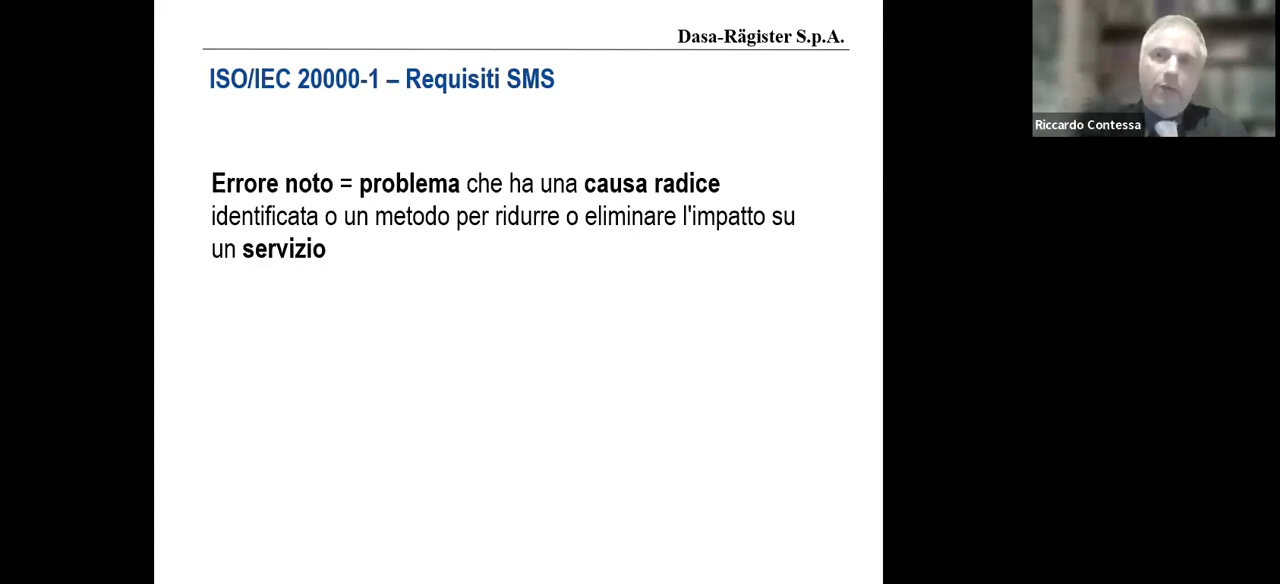 Dasa-Rägister S.p.A.
ISO/IEC 20000-1 – Requisiti SMS
Errore noto = problema che ha una causa radice
identificata o un metodo per ridurre o eliminare l'impatto su
un servizio
Riccardo Contessa